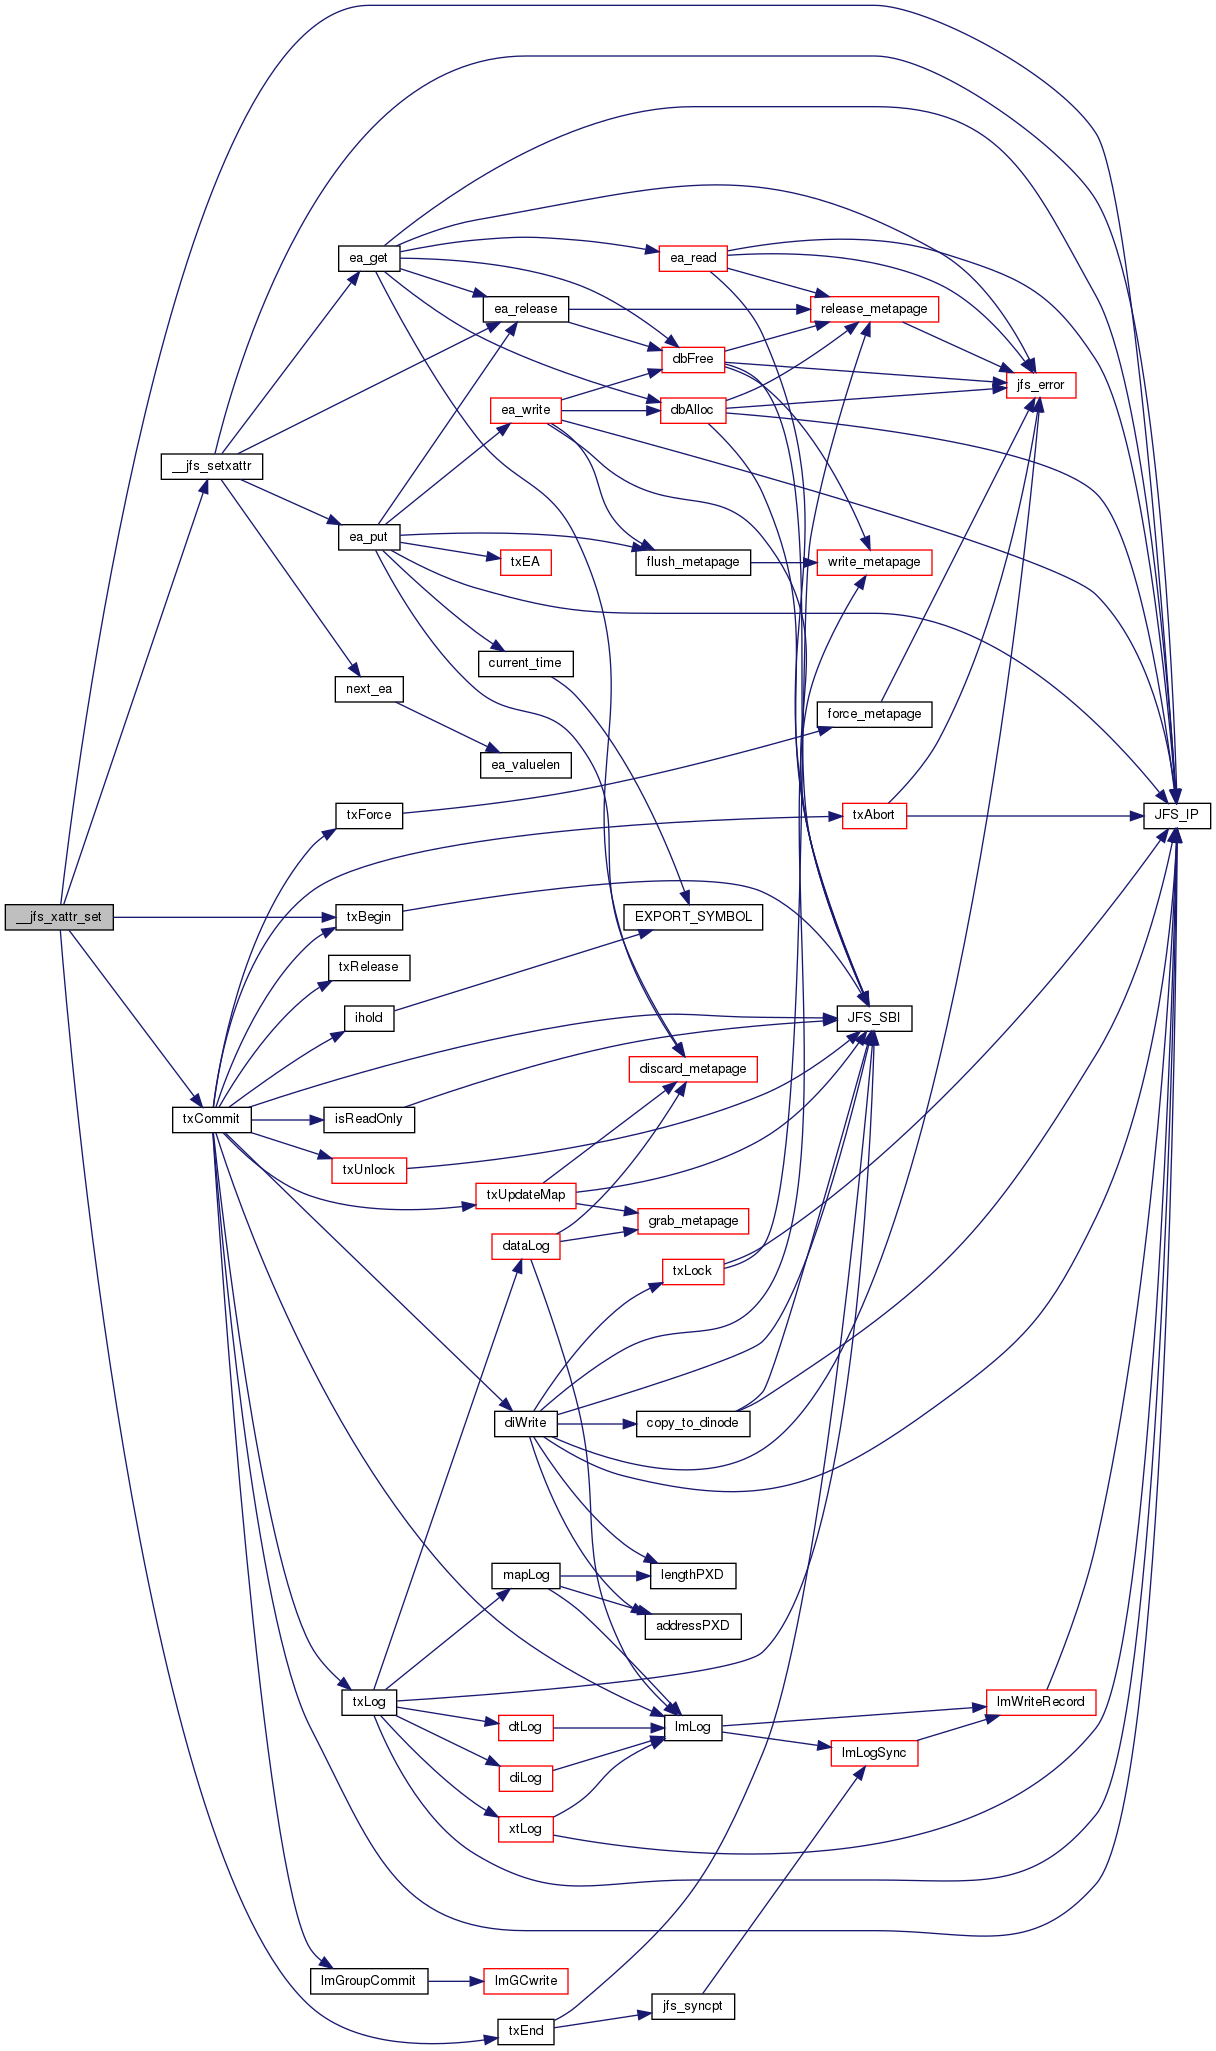 ea_get
ea_read
ea_release
release_metapage
dbFree
jfs_error
ea_write
dbAlloc
__jfs_setxattr
ea_put
txEA
flush_metapage
write_metapage
current_time
next_ea
force_metapage
ea_valuelen
txForce
txAbort
JFS_IP
__jfs_xattr_set
txBegin
EXPORT_SYMBOL
txRelease
ihold
JFS_SBI
discard_metapage
txCommit
isReadOnly
txUnlock
txUpdateMap
grab_metapage
dataLog
txLock
diWrite
copy_to_dinode
mapLog
lengthPXD
addressPXD
txLog
dtLog
lmLog
lmWriteRecord
lmLogSync
diLog
xtLog
lmGroupCommit
lmGCwrite
jfs_syncpt
txEnd